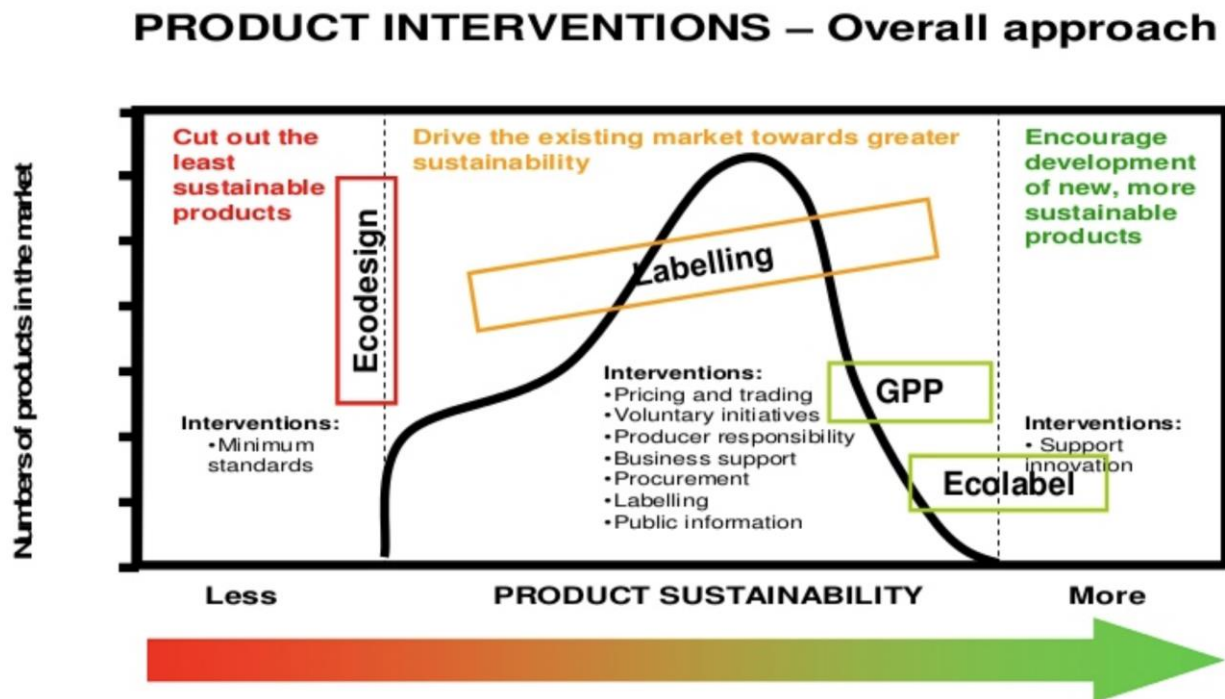 PRODUCT INTERVENTIONS – Overall approach
Numbers of products in the market
Cut out the
least
sustainable
products
Ecodesign
Interventions:
•Minimum
standards
Drive the existing market towards greater
sustainability
Labelling
Interventions:
•Pricing and trading
•Voluntary initiatives
•Producer responsibility
•Business support
•Procurement
•Labelling
•Public information
GPP
Encourage
development
of new, more
sustainable
products
Interventions:
• Support
innovation
Ecolabel
Less
PRODUCT SUSTAINABILITY
More